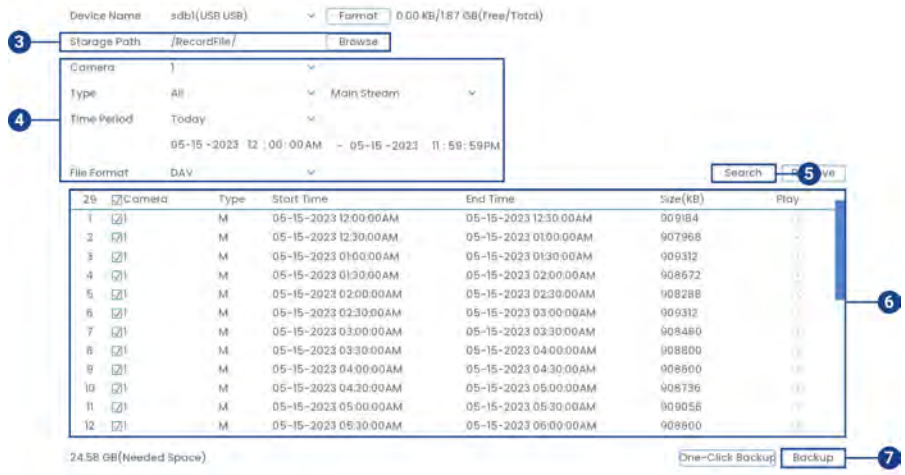 Device Name sdb1(USB USB) Format 0.00 KB/1.87 GB(Free/Total)
3 Storage Path /RecordFile/ Browse
Camera 1
Type All Main Stream
4 Time Period Today
05-15-2023 12:00:00AM - 05-15-2023 11:59:59PM
File Format DAV Search 5
29 Camera Type Start Time End Time Size(KB) Play
1 1 M 05-15-2023 12:00:00AM 05-15-2023 12:30:00AM 909184
2 1 M 05-15-2023 12:30:00AM 05-15-2023 01:00:00AM 907968
3 1 M 05-15-2023 01:00:00AM 05-15-2023 01:30:00AM 909312
4 1 M 05-15-2023 01:30:00AM 05-15-2023 02:00:00AM 908672
5 1 M 05-15-2023 02:00:00AM 05-15-2023 02:30:00AM 908288
6 1 M 05-15-2023 02:30:00AM 05-15-2023 03:00:00AM 909312 6
7 1 M 05-15-2023 03:00:00AM 05-15-2023 03:30:00AM 908480
8 1 M 05-15-2023 03:30:00AM 05-15-2023 04:00:00AM 908800
9 1 M 05-15-2023 04:00:00AM 05-15-2023 04:30:00AM 908600
10 1 M 05-15-2023 04:30:00AM 05-15-2023 05:00:00AM 908736
11 1 M 05-15-2023 05:00:00AM 05-15-2023 05:30:00AM 909056
12 1 M 05-15-2023 05:30:00AM 05-15-2023 06:00:00AM 908800
24.58 GB(Needed Space) One-Click Backup Backup 7